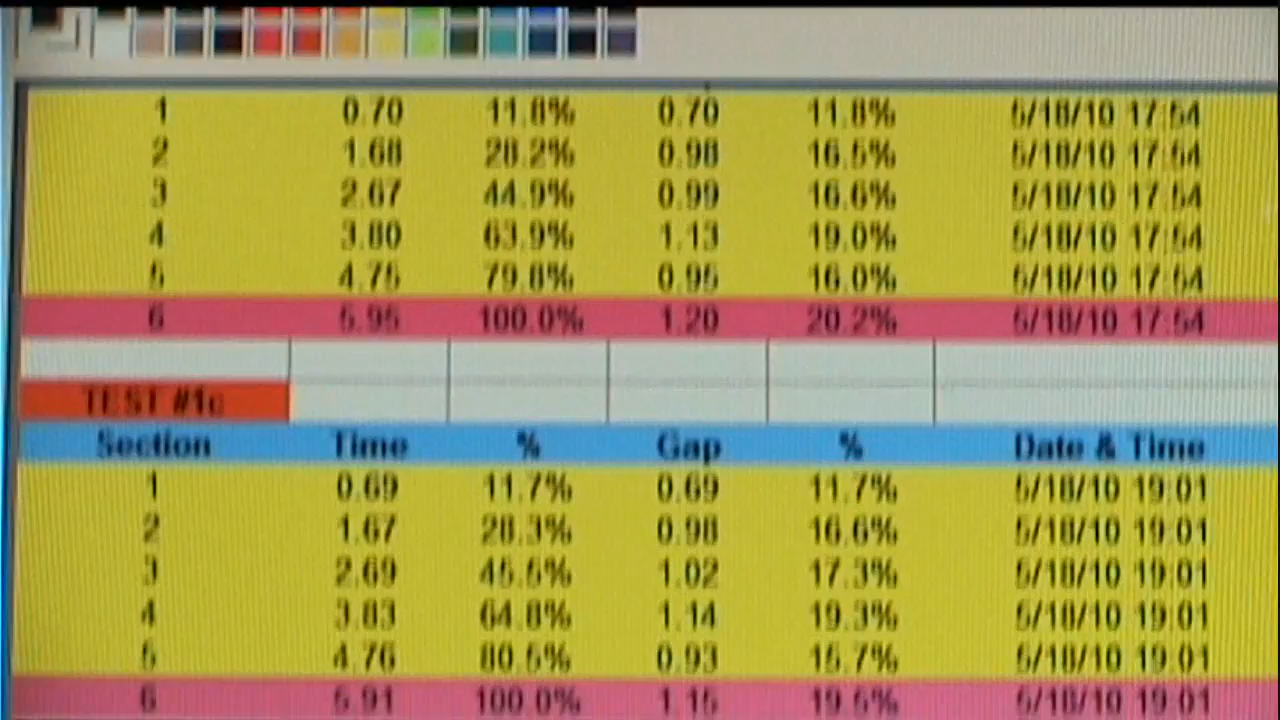 1 0.70 11.8% 0.70 11.8% 5/18/10 17:54
2 1.68 28.2% 0.98 16.5% 5/18/10 17:54
3 2.67 44.9% 0.99 16.6% 5/18/10 17:54
4 3.80 63.9% 1.13 19.0% 5/18/10 17:54
5 4.75 79.8% 0.95 16.0% 5/18/10 17:54
6 5.95 100.0% 1.20 20.2% 5/18/10 17:54
TEST #1c
Section Time % Gap % Date & Time
1 0.69 11.7% 0.69 11.7% 5/18/10 19:01
2 1.67 28.3% 0.98 16.6% 5/18/10 19:01
3 2.69 45.5% 1.02 17.3% 5/18/10 19:01
4 3.83 64.8% 1.14 19.3% 5/18/10 19:01
5 4.76 80.5% 0.93 15.7% 5/18/10 19:01
6 5.91 100.0% 1.15 19.5% 5/18/10 19:01